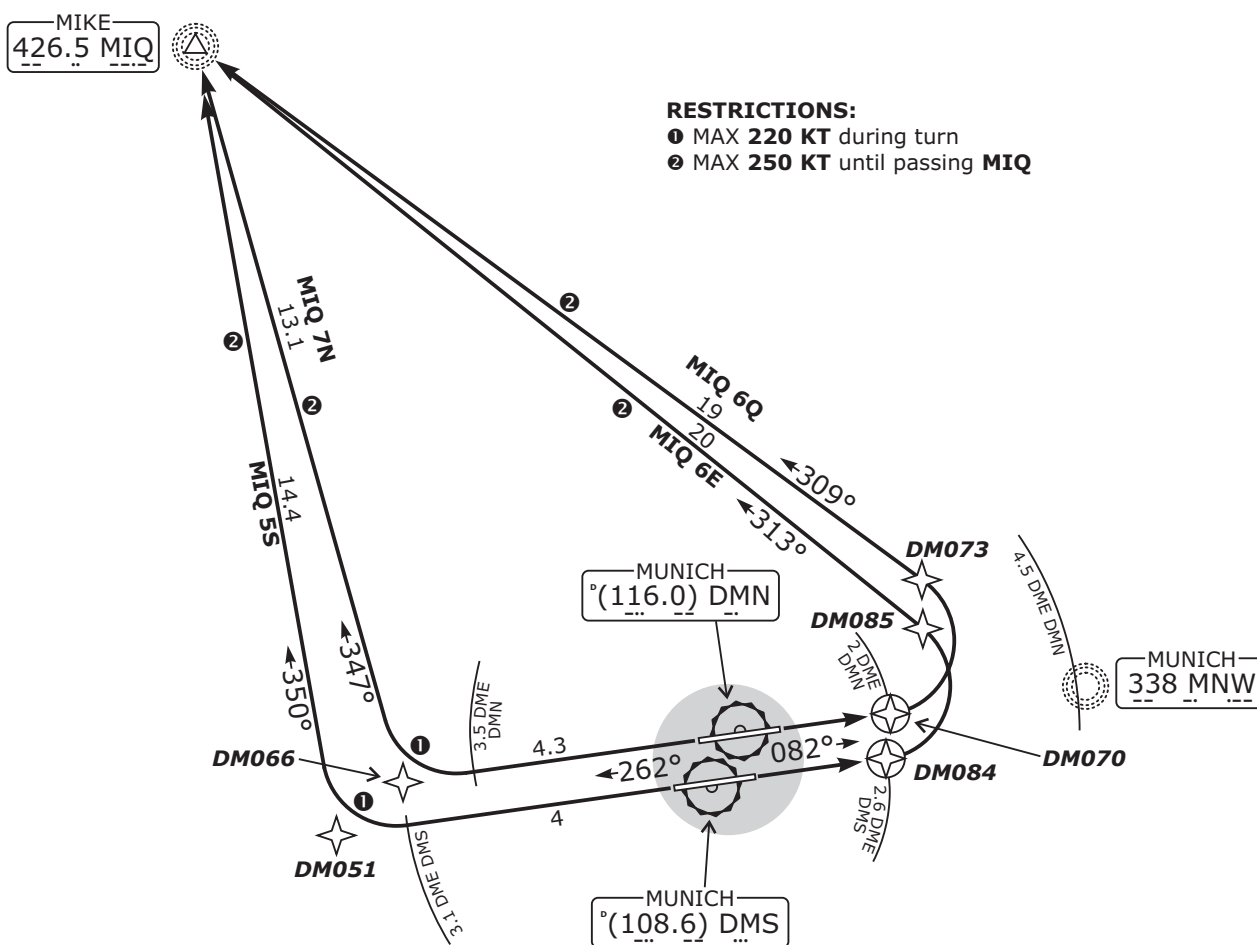 MIKE
426.5 MIQ
RESTRICTIONS:
❶ MAX 220 KT during turn
❷ MAX 250 KT until passing MIQ
❷
MIQ 7N
13.1
❷
❷
❷
MIQ 6Q
19
20
MIQ 6E
MIQ 5S
14.4
309°
313°
DM073
4.5 DME DMN
MUNICH
D (116.0) DMN
DM085
2 DME
DMN
MUNICH
338 MNW
347°
350°
3.5 DME
DMN
DM066
❶
4.3
262°
082°
DM070
DM084
❶
4
2.6 DME
DMS
DM051
3.1 DME DMS
MUNICH
D (108.6) DMS